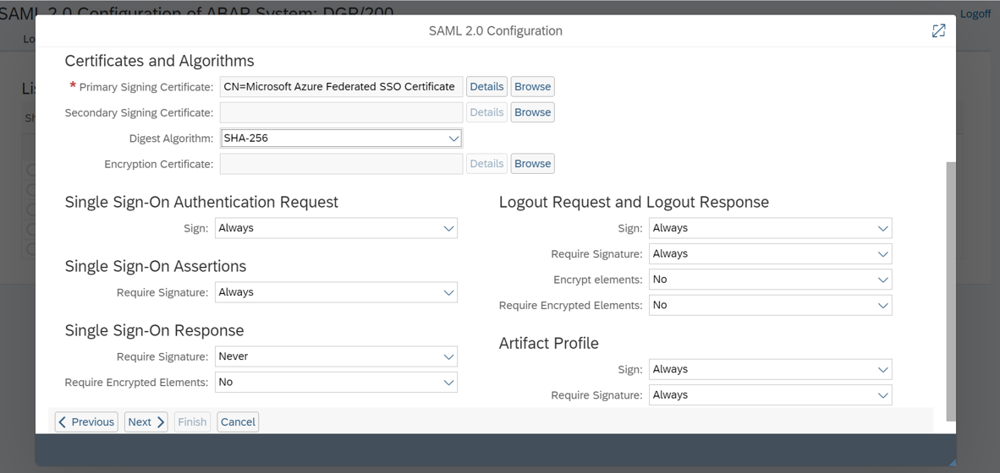 SAML 2.0 Configuration of ABAP System: DGR/200
Logoff
Lo
SAML 2.0 Configuration
Certificates and Algorithms
* Primary Signing Certificate: CN=Microsoft Azure Federated SSO Certificate Details Browse
Secondary Signing Certificate: Details Browse
Digest Algorithm: SHA-256
Encryption Certificate: Details Browse
Single Sign-On Authentication Request
Sign: Always
Single Sign-On Assertions
Require Signature: Always
Single Sign-On Response
Require Signature: Never
Require Encrypted Elements: No
Logout Request and Logout Response
Sign: Always
Require Signature: Always
Encrypt elements: No
Require Encrypted Elements: No
Artifact Profile
Sign: Always
Require Signature: Always
Previous Next Finish Cancel